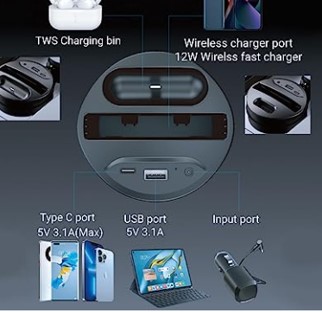 TWS Charging bin
Wireless charger port
12W Wirelss fast charger
Type C port
5V 3.1A(Max)
USB port
5V 3.1A
Input port